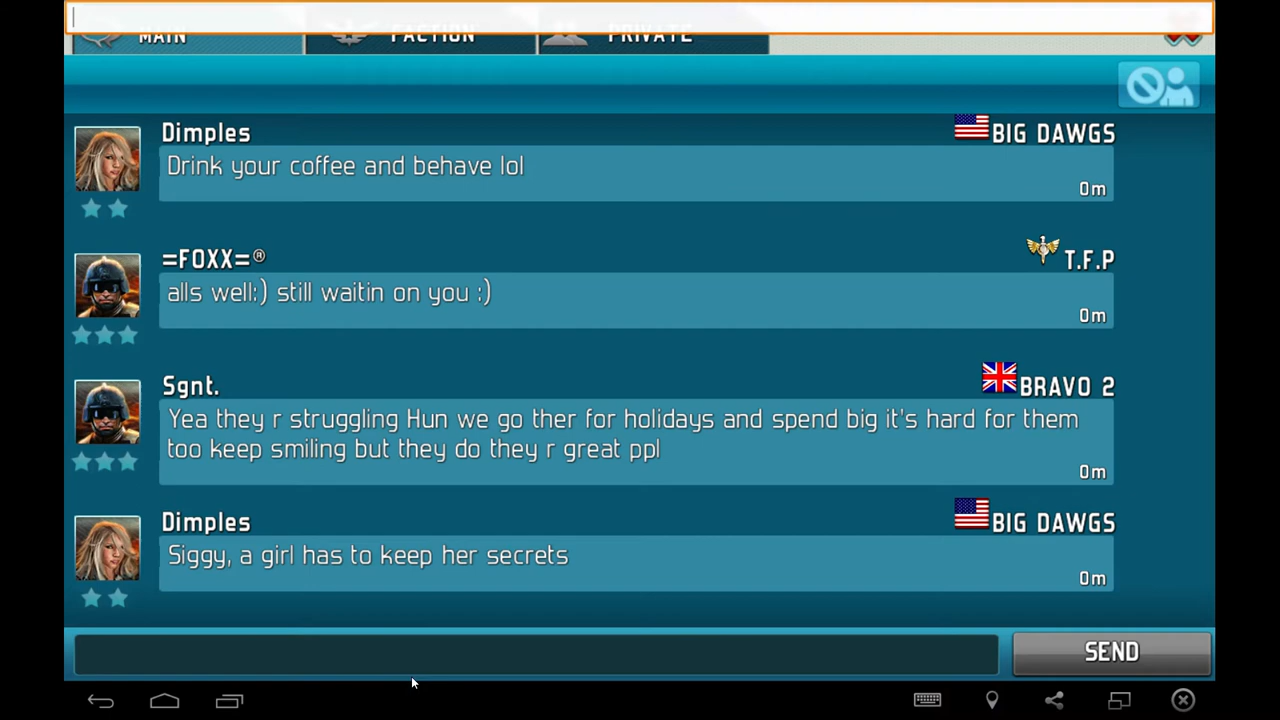 MAIN
FACTION
PRIVATE
Dimples
BIG DAWGS
Drink your coffee and behave lol
0m
=FOXX=®
T.F.P
alls well:) still waitin on you :)
0m
Sgnt.
BRAVO 2
Yea they r struggling Hun we go ther for holidays and spend big it's hard for them
too keep smiling but they do they r great ppl
0m
Dimples
BIG DAWGS
Siggy, a girl has to keep her secrets
0m
SEND